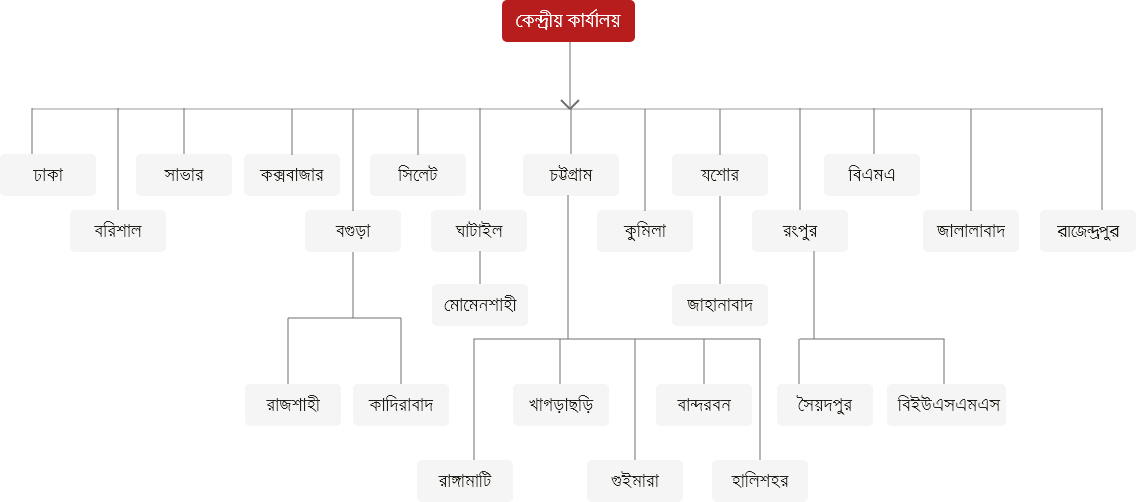 কেন্দ্রীয় কার্যালয়
ঢাকা
সাভার
কক্সবাজার
সিলেট
চট্টগ্রাম
যশোর
বিএমএ
বরিশাল
বগুড়া
ঘাটাইল
কুমিলা
রংপুর
জালালাবাদ
ৱাজেন্দ্রপুৱ
মোমেনশাহী
জাহানাবাদ
রাজশাহী
কাদিরাবাদ
খাগড়াছড়ি
বান্দরবন
সৈয়দপুর
বিইউএসএমএস
রাঙ্গামাটি
গুইমারা
হালিশহর